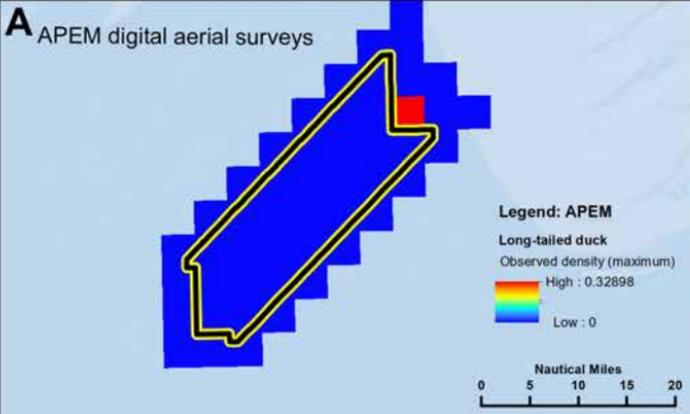 A APEM digital aerial surveys
Legend: APEM
Long-tailed duck
Observed density (maximum)
High : 0.32898
Low : 0
Nautical Miles
0 5 10 15 20